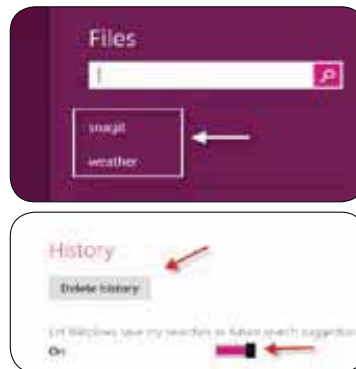 Files
snagit
weather
History
Delete history
Let Windows save my searches as future search suggestions
On